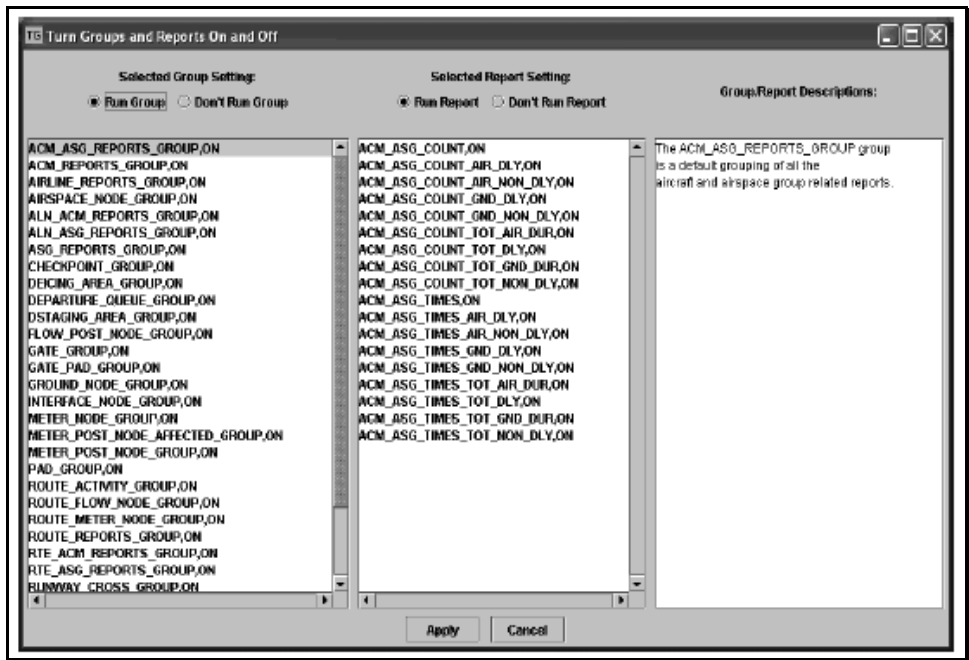 TG Turn Groups and Reports On and Off
Selected Group Setting:
Run Group Don't Run Group
Selected Report Setting:
Run Report Don't Run Report
Group/Report Descriptions:
ACM_ASG_REPORTS_GROUP,ON
ACM_REPORTS_GROUP,ON
AIRLINE_REPORTS_GROUP,ON
AIRSPACE_NODE_GROUP,ON
ALN_ACM_REPORTS_GROUP,ON
ALN_ASG_REPORTS_GROUP,ON
ASG_REPORTS_GROUP,ON
CHECKPOINT_GROUP,ON
DEICING_AREA_GROUP,ON
DEPARTURE_QUEUE_GROUP,ON
DSTAGING_AREA_GROUP,ON
FLOW_POST_NODE_GROUP,ON
GATE_GROUP,ON
GATE_PAD_GROUP,ON
GROUND_NODE_GROUP,ON
INTERFACE_NODE_GROUP,ON
METER_NODE_GROUP,ON
METER_POST_NODE_AFFECTED_GROUP,ON
METER_POST_NODE_GROUP,ON
PAD_GROUP,ON
ROUTE_ACTIVITY_GROUP,ON
ROUTE_FLOW_NODE_GROUP,ON
ROUTE_METER_NODE_GROUP,ON
ROUTE_REPORTS_GROUP,ON
RTE_ACM_REPORTS_GROUP,ON
RTE_ASG_REPORTS_GROUP,ON
RUNWAY_CROSS_GROUP,ON
ACM_ASG_COUNT,ON
ACM_ASG_COUNT_AIR_DLY,ON
ACM_ASG_COUNT_AIR_NON_DLY,ON
ACM_ASG_COUNT_GND_DLY,ON
ACM_ASG_COUNT_GND_NON_DLY,ON
ACM_ASG_COUNT_TOT_AIR_DUR,ON
ACM_ASG_COUNT_TOT_DLY,ON
ACM_ASG_COUNT_TOT_GND_DUR,ON
ACM_ASG_COUNT_TOT_NON_DLY,ON
ACM_ASG_TIMES,ON
ACM_ASG_TIMES_AIR_DLY,ON
ACM_ASG_TIMES_AIR_NON_DLY,ON
ACM_ASG_TIMES_GND_DLY,ON
ACM_ASG_TIMES_GND_NON_DLY,ON
ACM_ASG_TIMES_TOT_AIR_DUR,ON
ACM_ASG_TIMES_TOT_DLY,ON
ACM_ASG_TIMES_TOT_GND_DUR,ON
ACM_ASG_TIMES_TOT_NON_DLY,ON
The ACM_ASG_REPORTS_GROUP group
is a default grouping of all the
aircraft and airspace group related reports.
Apply Cancel